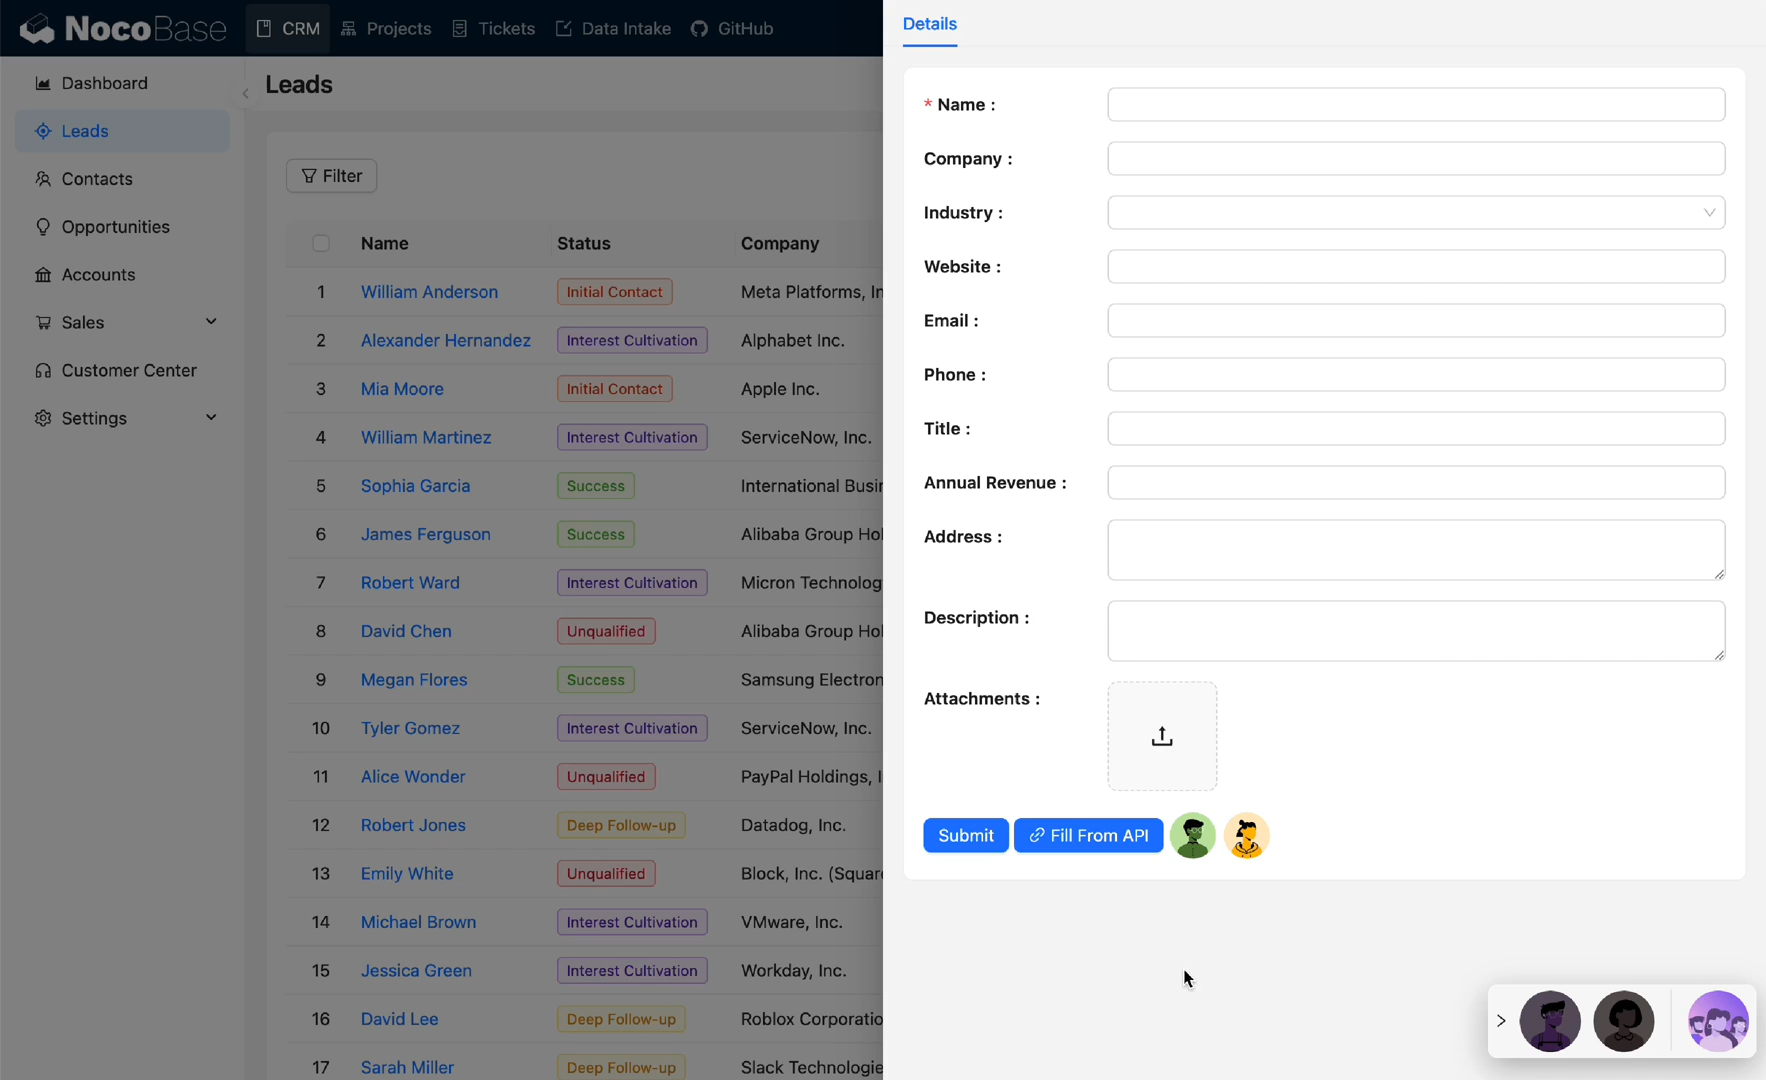 NocoBase CRM Projects Tickets Data Intake GitHub
Dashboard
Leads
Contacts
Opportunities
Accounts
Sales
Customer Center
Settings
Leads
Filter
Name Status Company
1 William Anderson Initial Contact Meta Platforms, In
2 Alexander Hernandez Interest Cultivation Alphabet Inc.
3 Mia Moore Initial Contact Apple Inc.
4 William Martinez Interest Cultivation ServiceNow, Inc.
5 Sophia Garcia Success International Busin
6 James Ferguson Success Alibaba Group Hol
7 Robert Ward Interest Cultivation Micron Technolog
8 David Chen Unqualified Alibaba Group Hol
9 Megan Flores Success Samsung Electron
10 Tyler Gomez Interest Cultivation ServiceNow, Inc.
11 Alice Wonder Unqualified PayPal Holdings, I
12 Robert Jones Deep Follow-up Datadog, Inc.
13 Emily White Unqualified Block, Inc. (Square
14 Michael Brown Interest Cultivation VMware, Inc.
15 Jessica Green Interest Cultivation Workday, Inc.
16 David Lee Deep Follow-up Roblox Corporatio
17 Sarah Miller Deep Follow-up Slack Technologie
Details
* Name :
Company :
Industry :
Website :
Email :
Phone :
Title :
Annual Revenue :
Address :
Description :
Attachments :
Submit Fill From API